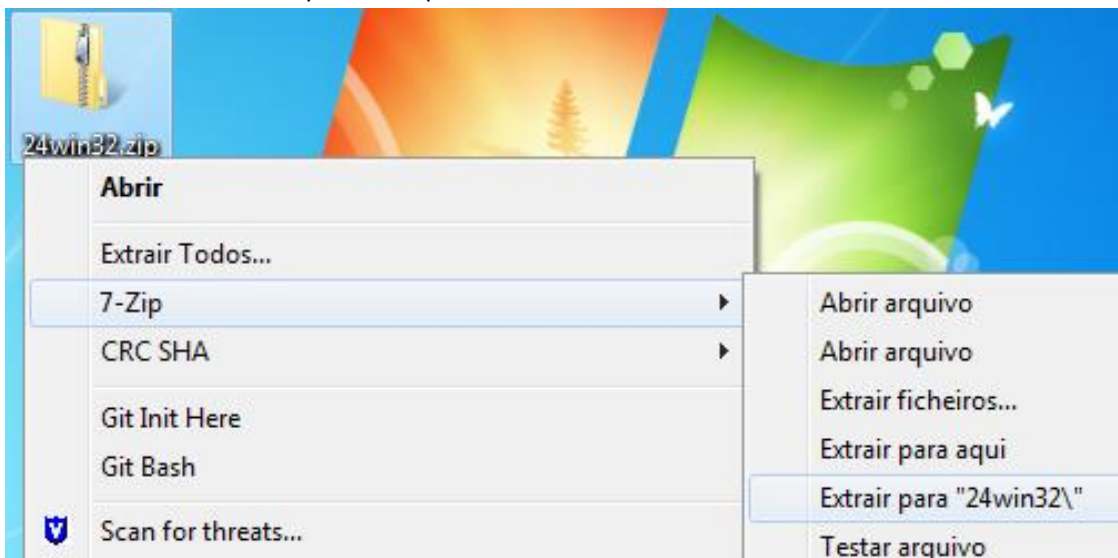 24win32.zip
Abrir
Extrair Todos...
7-Zip
CRC SHA
Git Init Here
Git Bash
Scan for threats...
Abrir arquivo
Abrir arquivo
Extrair ficheiros...
Extrair para aqui
Extrair para "24win32\"
Testar arquivo